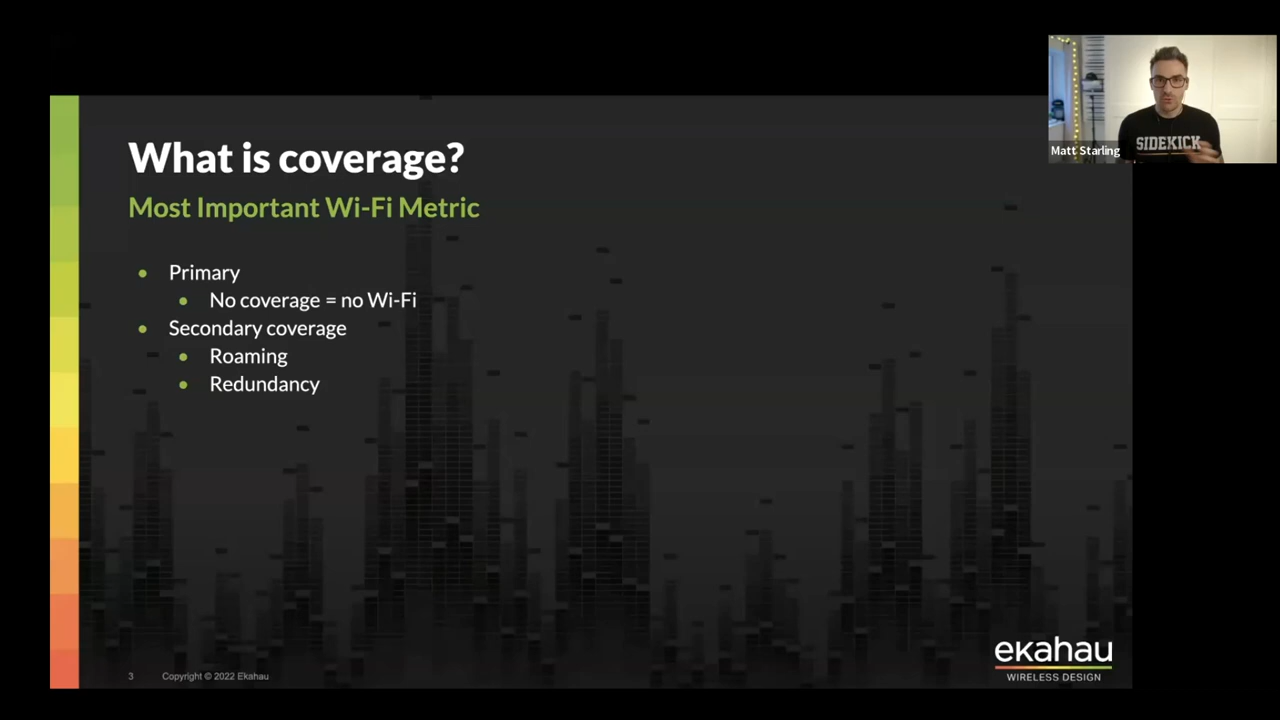 What is coverage?
Most Important Wi-Fi Metric
Primary
No coverage = no Wi-Fi
Secondary coverage
Roaming
Redundancy
3
Copyright © 2022 Ekahau
ekahau
WIRELESS DESIGN
SIDEKICK
Matt Starling